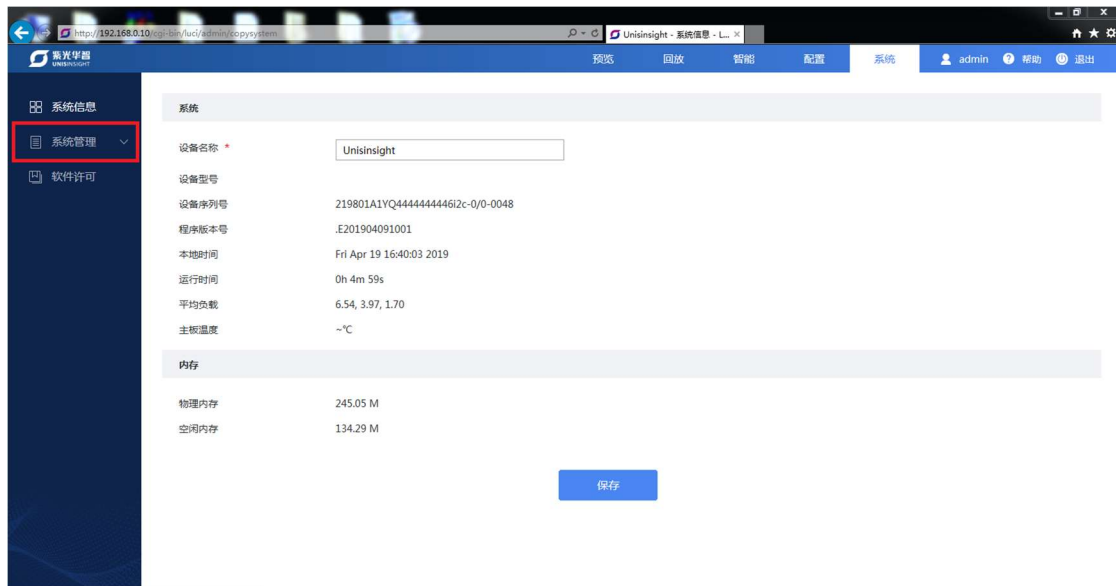 http://192.168.0.10/cgi-bin/luci/admin/copysystem
Unisinsight - 系统信息 - L...
紫光华智
UNISINSIGHT
预览 回放 智能 配置 系统 admin 帮助 退出
系统信息
系统管理
软件许可
系统
设备名称 * Unisinsight
设备型号
设备序列号 219801A1YQ4444444446i2c-0/0-0048
程序版本号 .E201904091001
本地时间 Fri Apr 19 16:40:03 2019
运行时间 0h 4m 59s
平均负载 6.54, 3.97, 1.70
主板温度 ~℃
内存
物理内存 245.05 M
空闲内存 134.29 M
保存